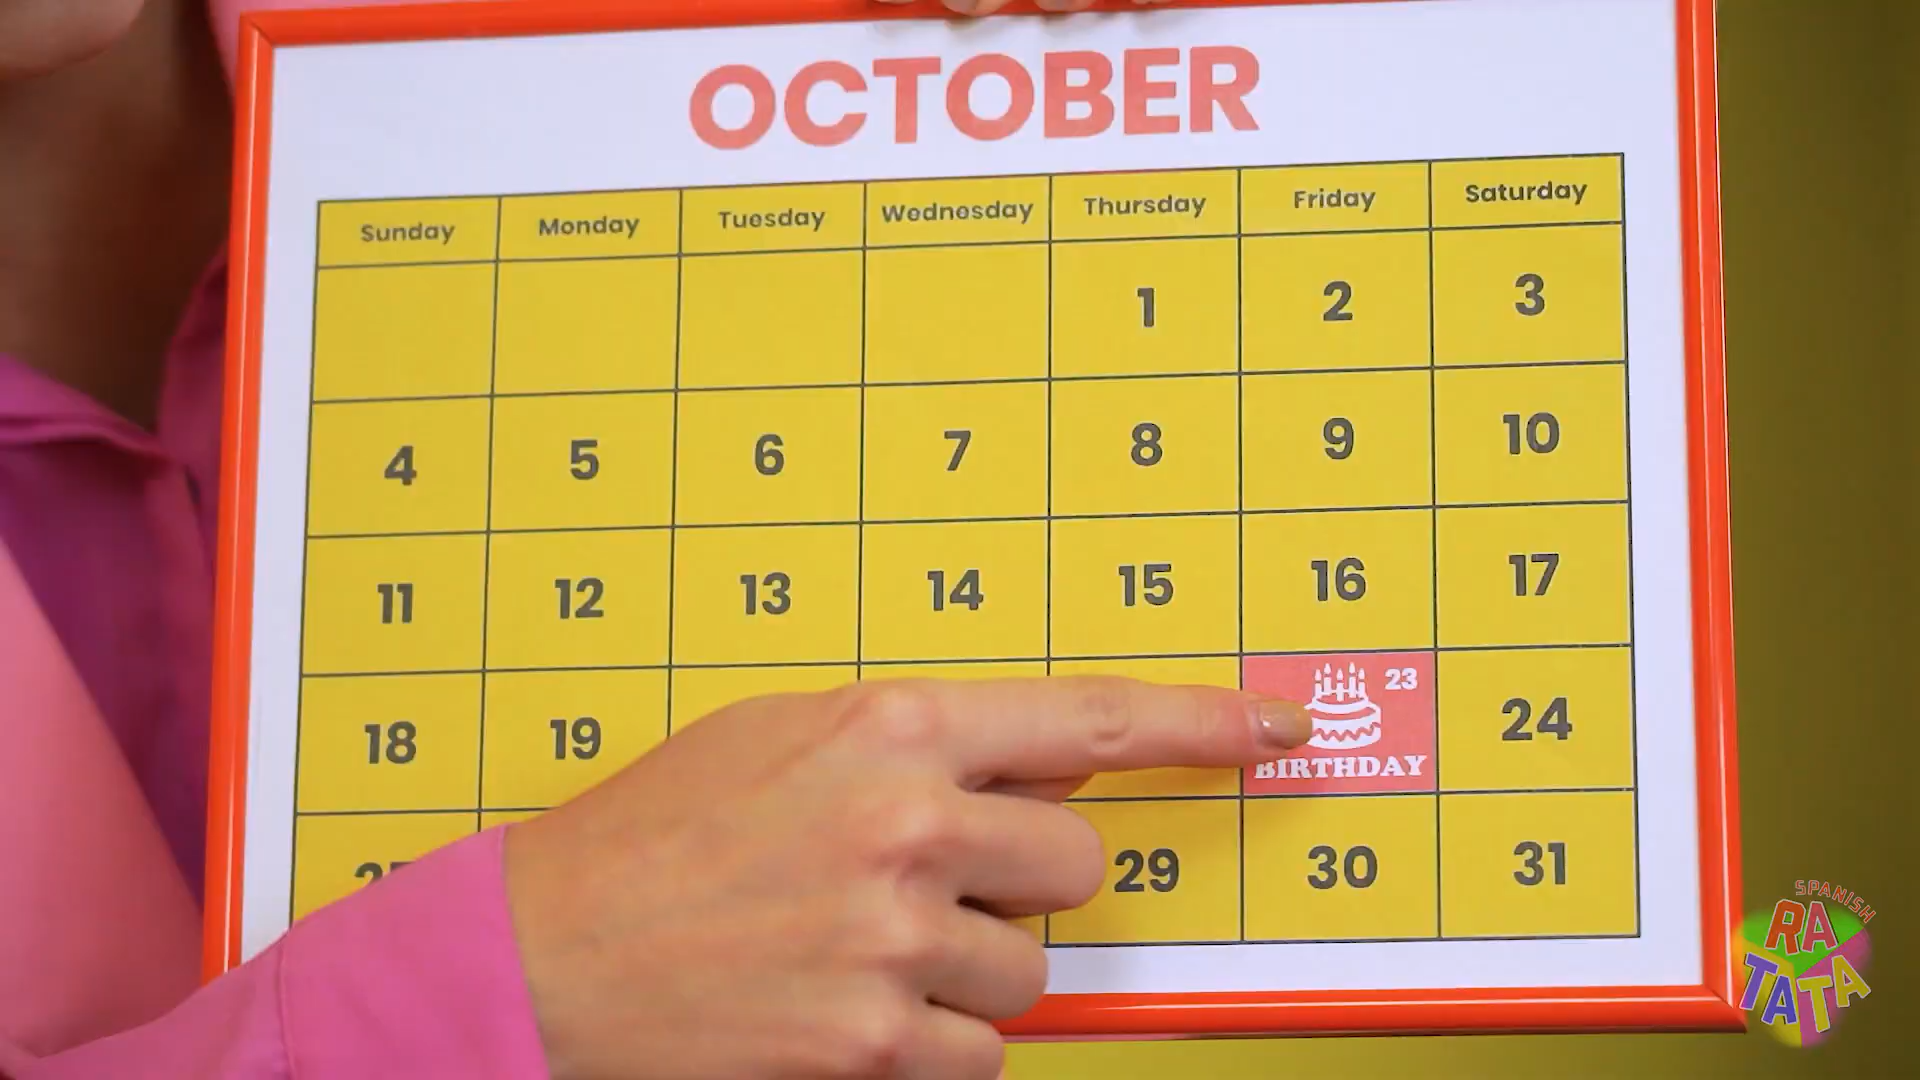 OCTOBER
Sunday Monday Tuesday Wednesday Thursday Friday Saturday
1 2 3
4 5 6 7 8 9 10
11 12 13 14 15 16 17
18 19 23 24
BIRTHDAY
29 30 31
SPANISH
RA
TATA